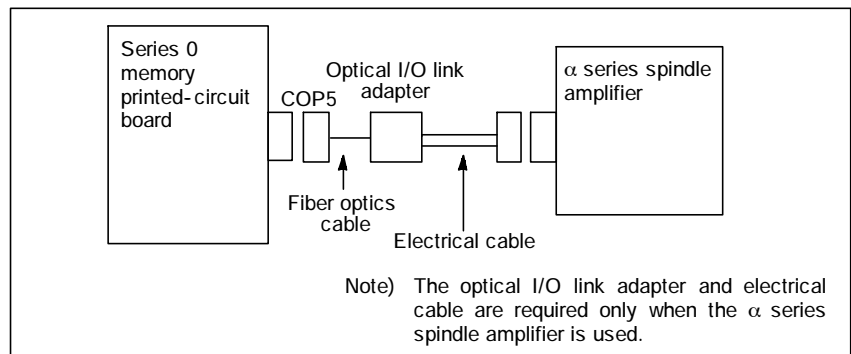 Series 0
memory
printed-circuit
board
COP5
Optical I/O link
adapter
α series spindle
amplifier
Fiber optics
cable
Electrical cable
Note) The optical I/O link adapter and electrical
cable are required only when the α series
spindle amplifier is used.